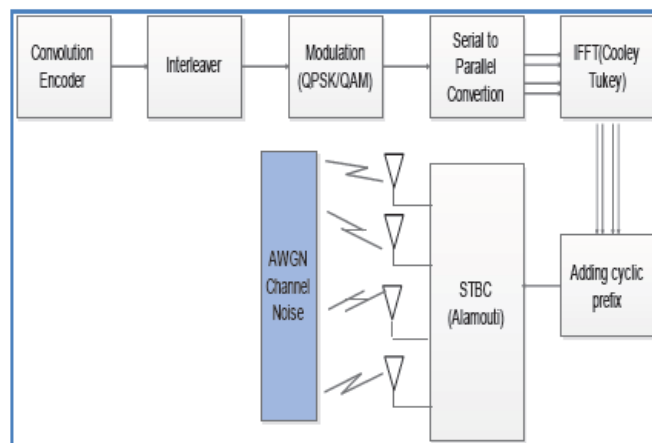 Convolution
Encoder
Interleaver
Modulation
(QPSK/QAM)
Serial to
Parallel
Convertion
IFFT(Cooley
Tukey)
AWGN
Channel
Noise
STBC
(Alamouti)
Adding cyclic
prefix